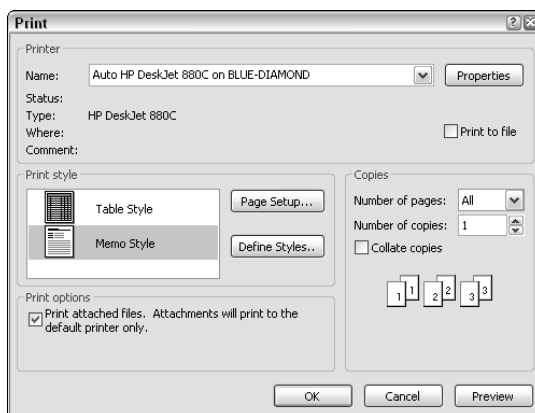 Print
Printer
Name: Auto HP DeskJet 880C on BLUE-DIAMOND Properties
Status:
Type: HP DeskJet 880C
Where: Print to file
Comment:
Print style
Table Style
Memo Style
Page Setup...
Define Styles..
Copies
Number of pages: All
Number of copies: 1
Collate copies
1 1 2 2 3 3
Print options
Print attached files. Attachments will print to the
default printer only.
OK Cancel Preview